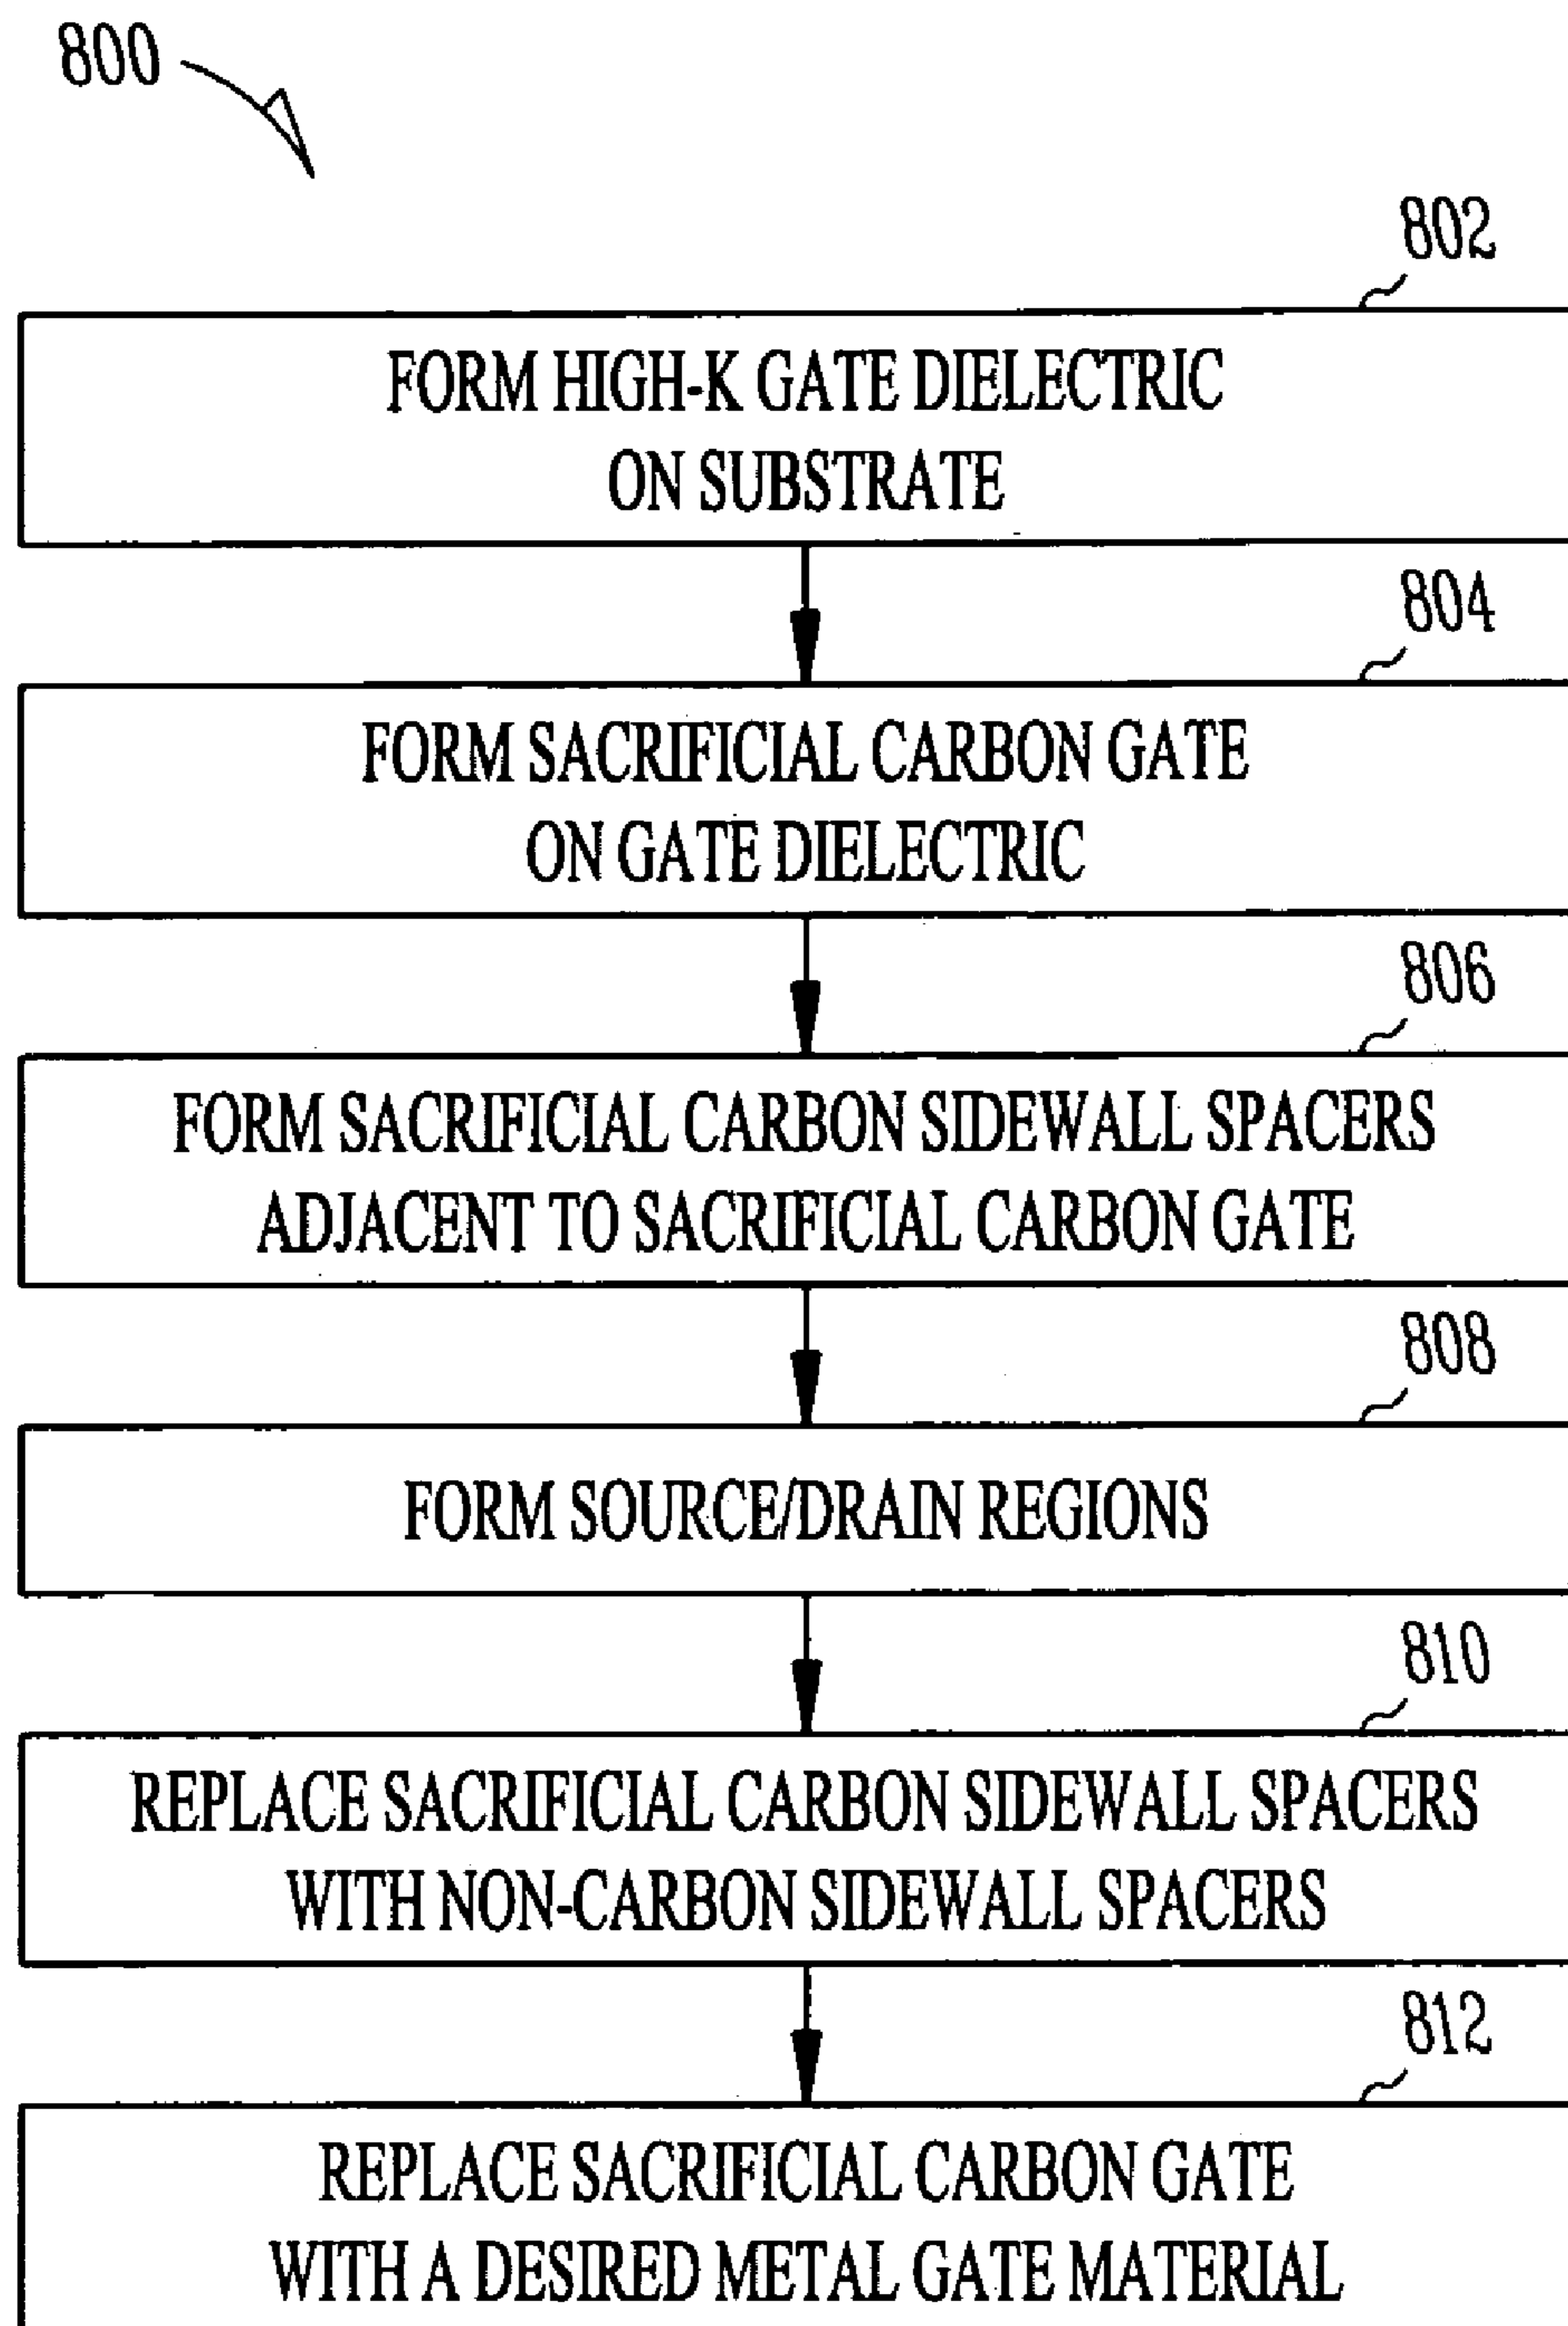 800
802
FORM HIGH-K GATE DIELECTRIC
ON SUBSTRATE
804
FORM SACRIFICIAL CARBON GATE
ON GATE DIELECTRIC
806
FORM SACRIFICIAL CARBON SIDEWALL SPACERS
ADJACENT TO SACRIFICIAL CARBON GATE
808
FORM SOURCE/DRAIN REGIONS
810
REPLACE SACRIFICIAL CARBON SIDEWALL SPACERS
WITH NON-CARBON SIDEWALL SPACERS
812
REPLACE SACRIFICIAL CARBON GATE
WITH A DESIRED METAL GATE MATERIAL